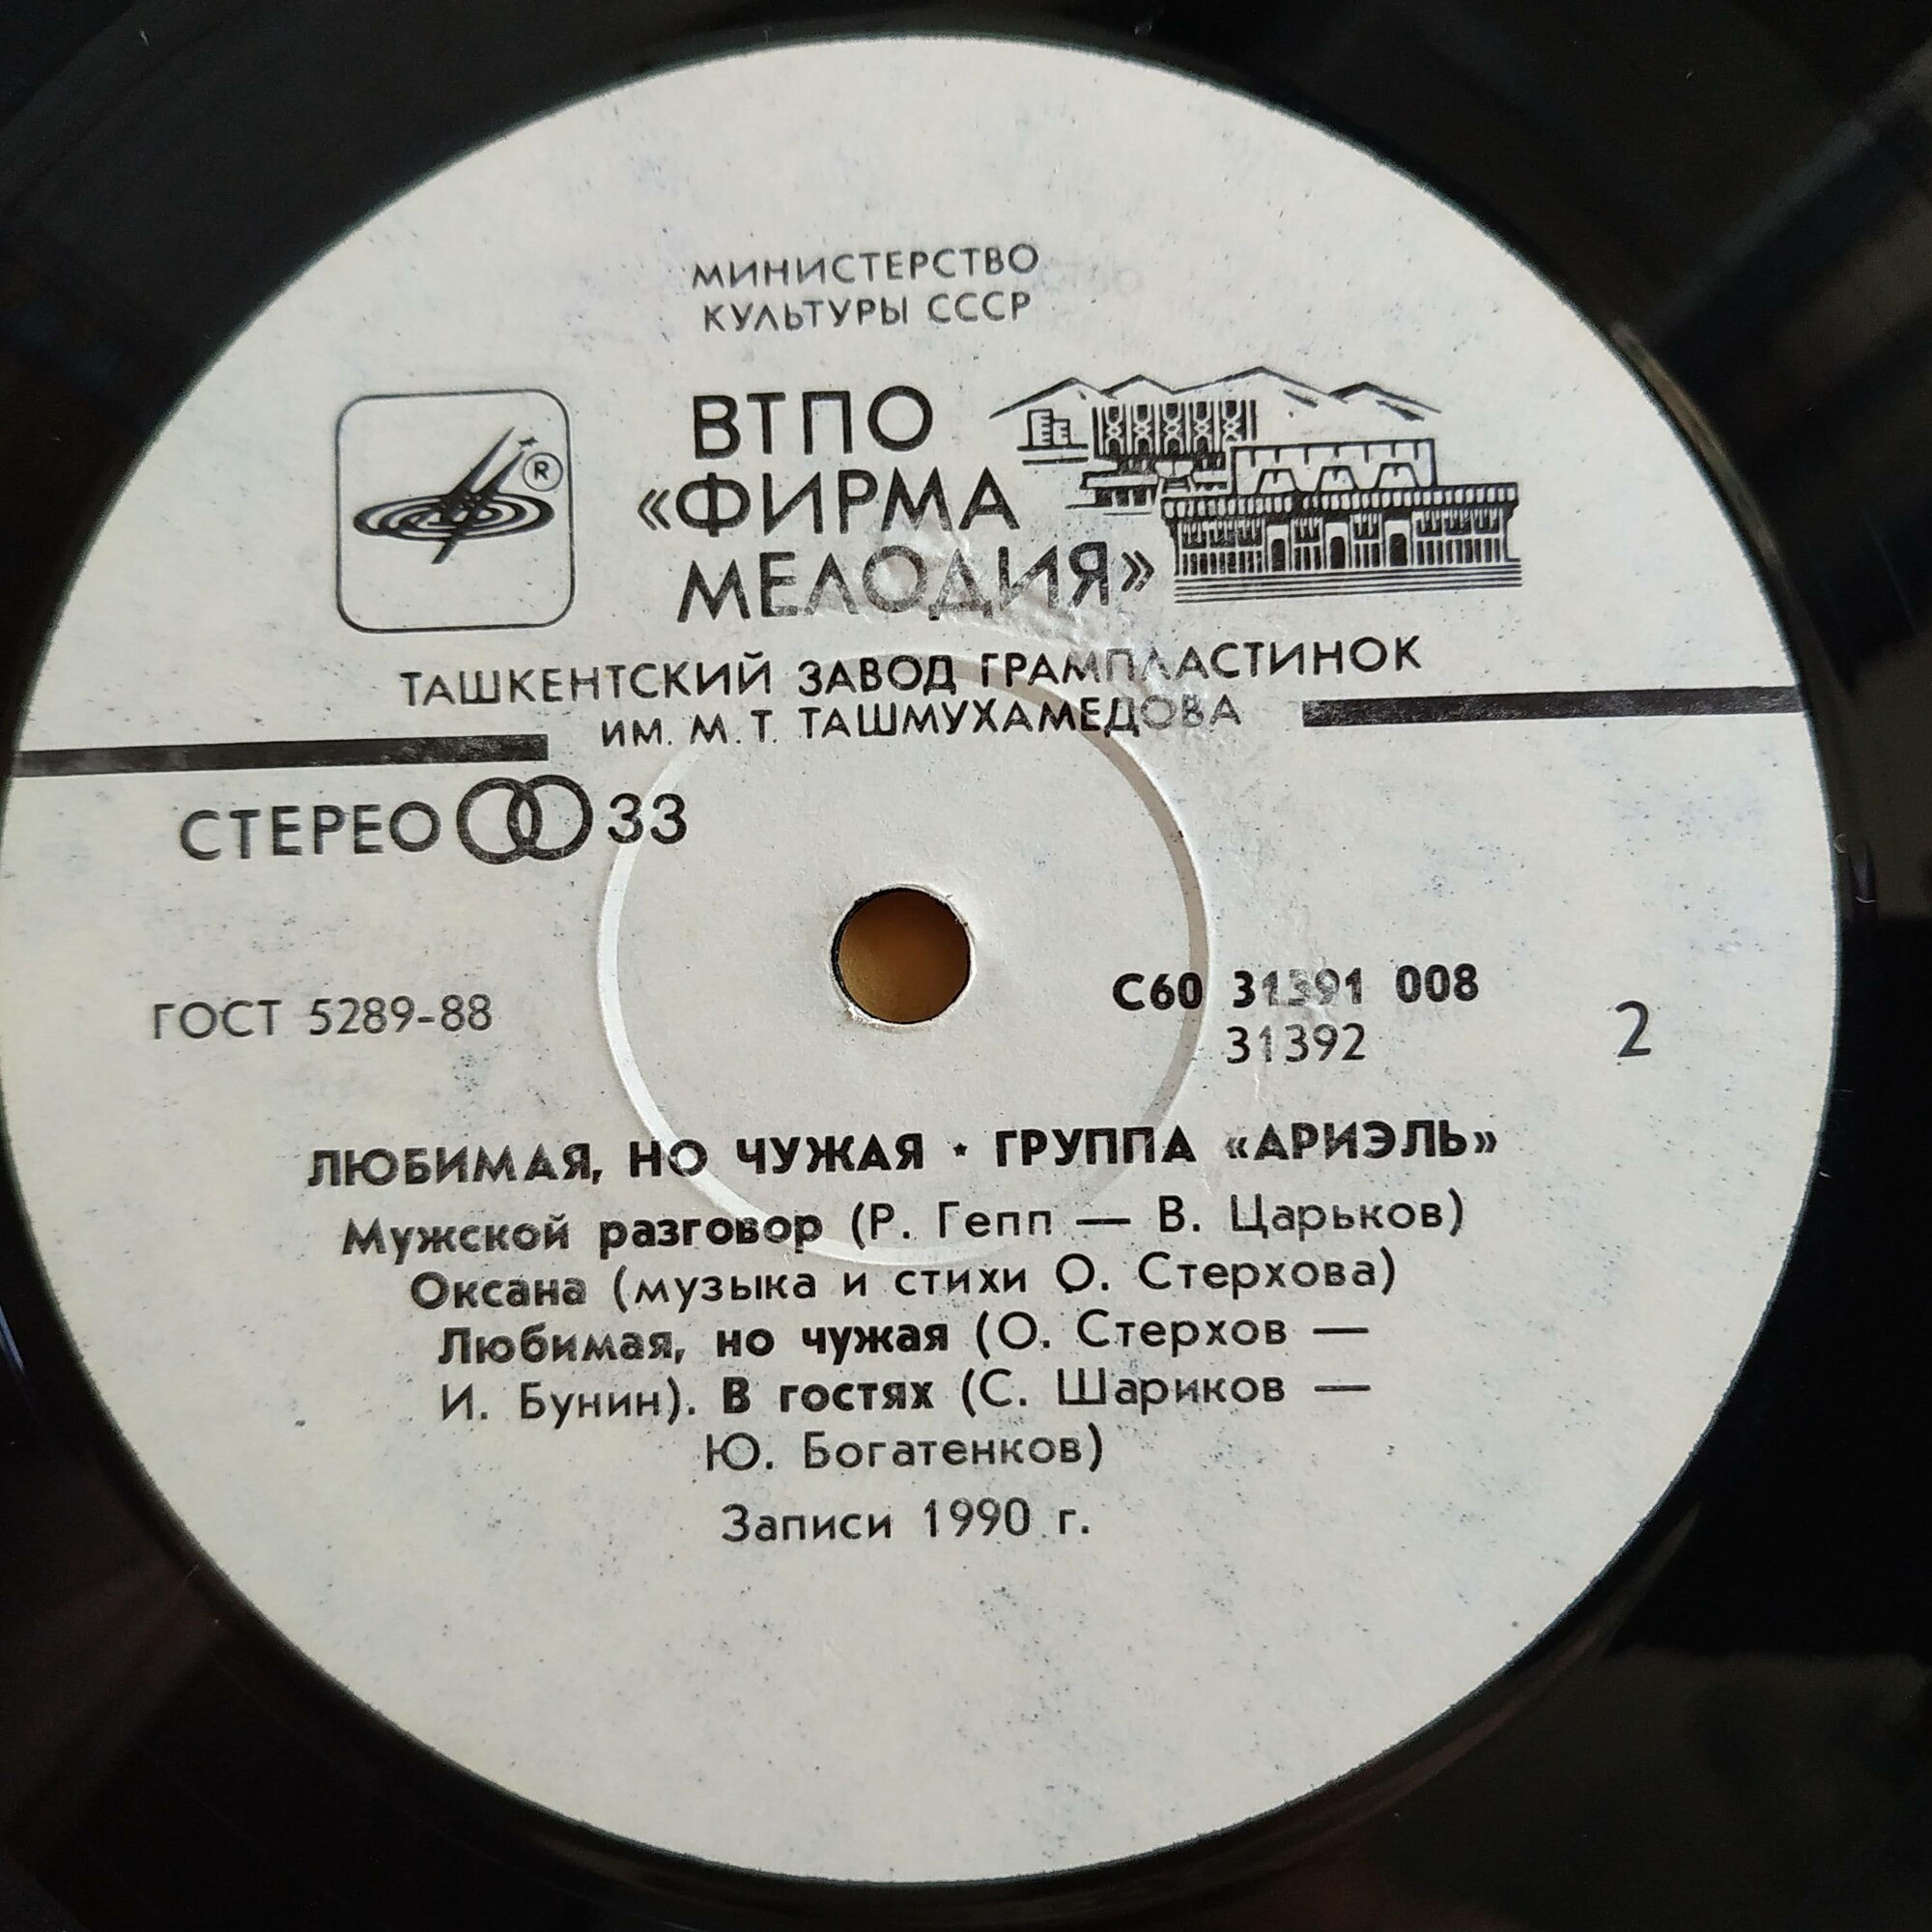 МИНИСТЕРСТВО
КУЛЬТУРЫ СССР
ВТПО
«ФИРМА
МЕЛОДИЯ»
®
ТАШКЕНТСКИЙ ЗАВОД ГРАМПЛАСТИНОК
ИМ. М. Т. ТАШМУХАМЕДОВА
СТЕРЕО 33
ГОСТ 5289-88
С60 31391 008
31392
2
ЛЮБИМАЯ, НО ЧУЖАЯ * ГРУППА «АРИЭЛЬ»
Мужской разговор (Р. Гепп — В. Царьков)
Оксана (музыка и стихи О. Стерхова)
Любимая, но чужая (О. Стерхов —
И. Бунин). В гостях (С. Шариков —
Ю. Богатенков)
Записи 1990 г.